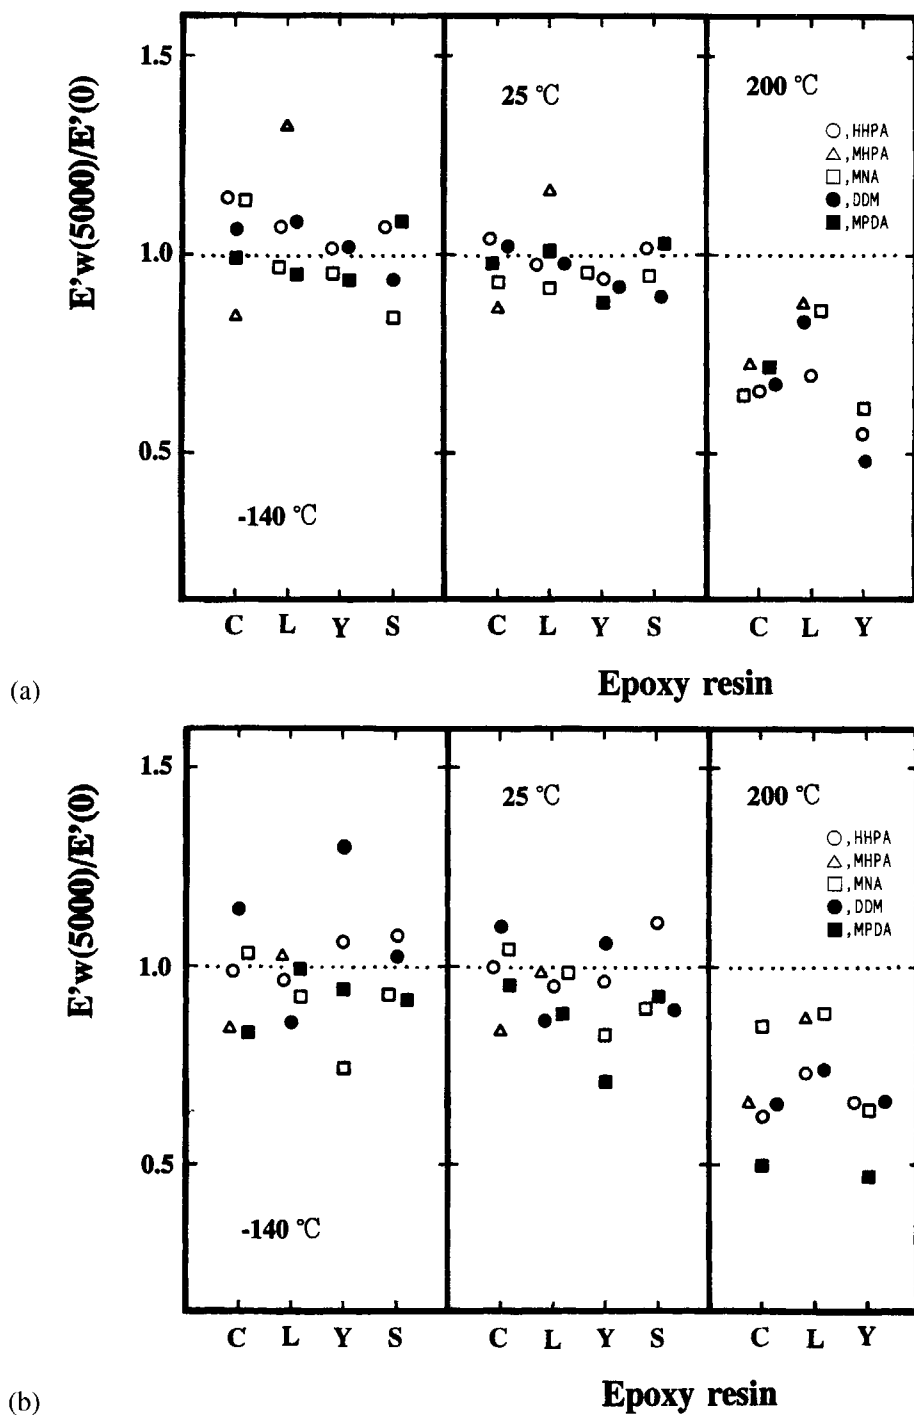 E'w(5000)/E'(0)
1.5
1.0
0.5
-140 ℃
25 ℃
200 ℃
○,HHPA
△,MHPA
□,MNA
●,DDM
■,MPDA
C L Y S C L Y S C L Y
Epoxy resin
(a)
E'w(5000)/E'(0)
1.5
1.0
0.5
-140 ℃
25 ℃
200 ℃
○,HHPA
△,MHPA
□,MNA
●,DDM
■,MPDA
C L Y S C L Y S C L Y
Epoxy resin
(b)